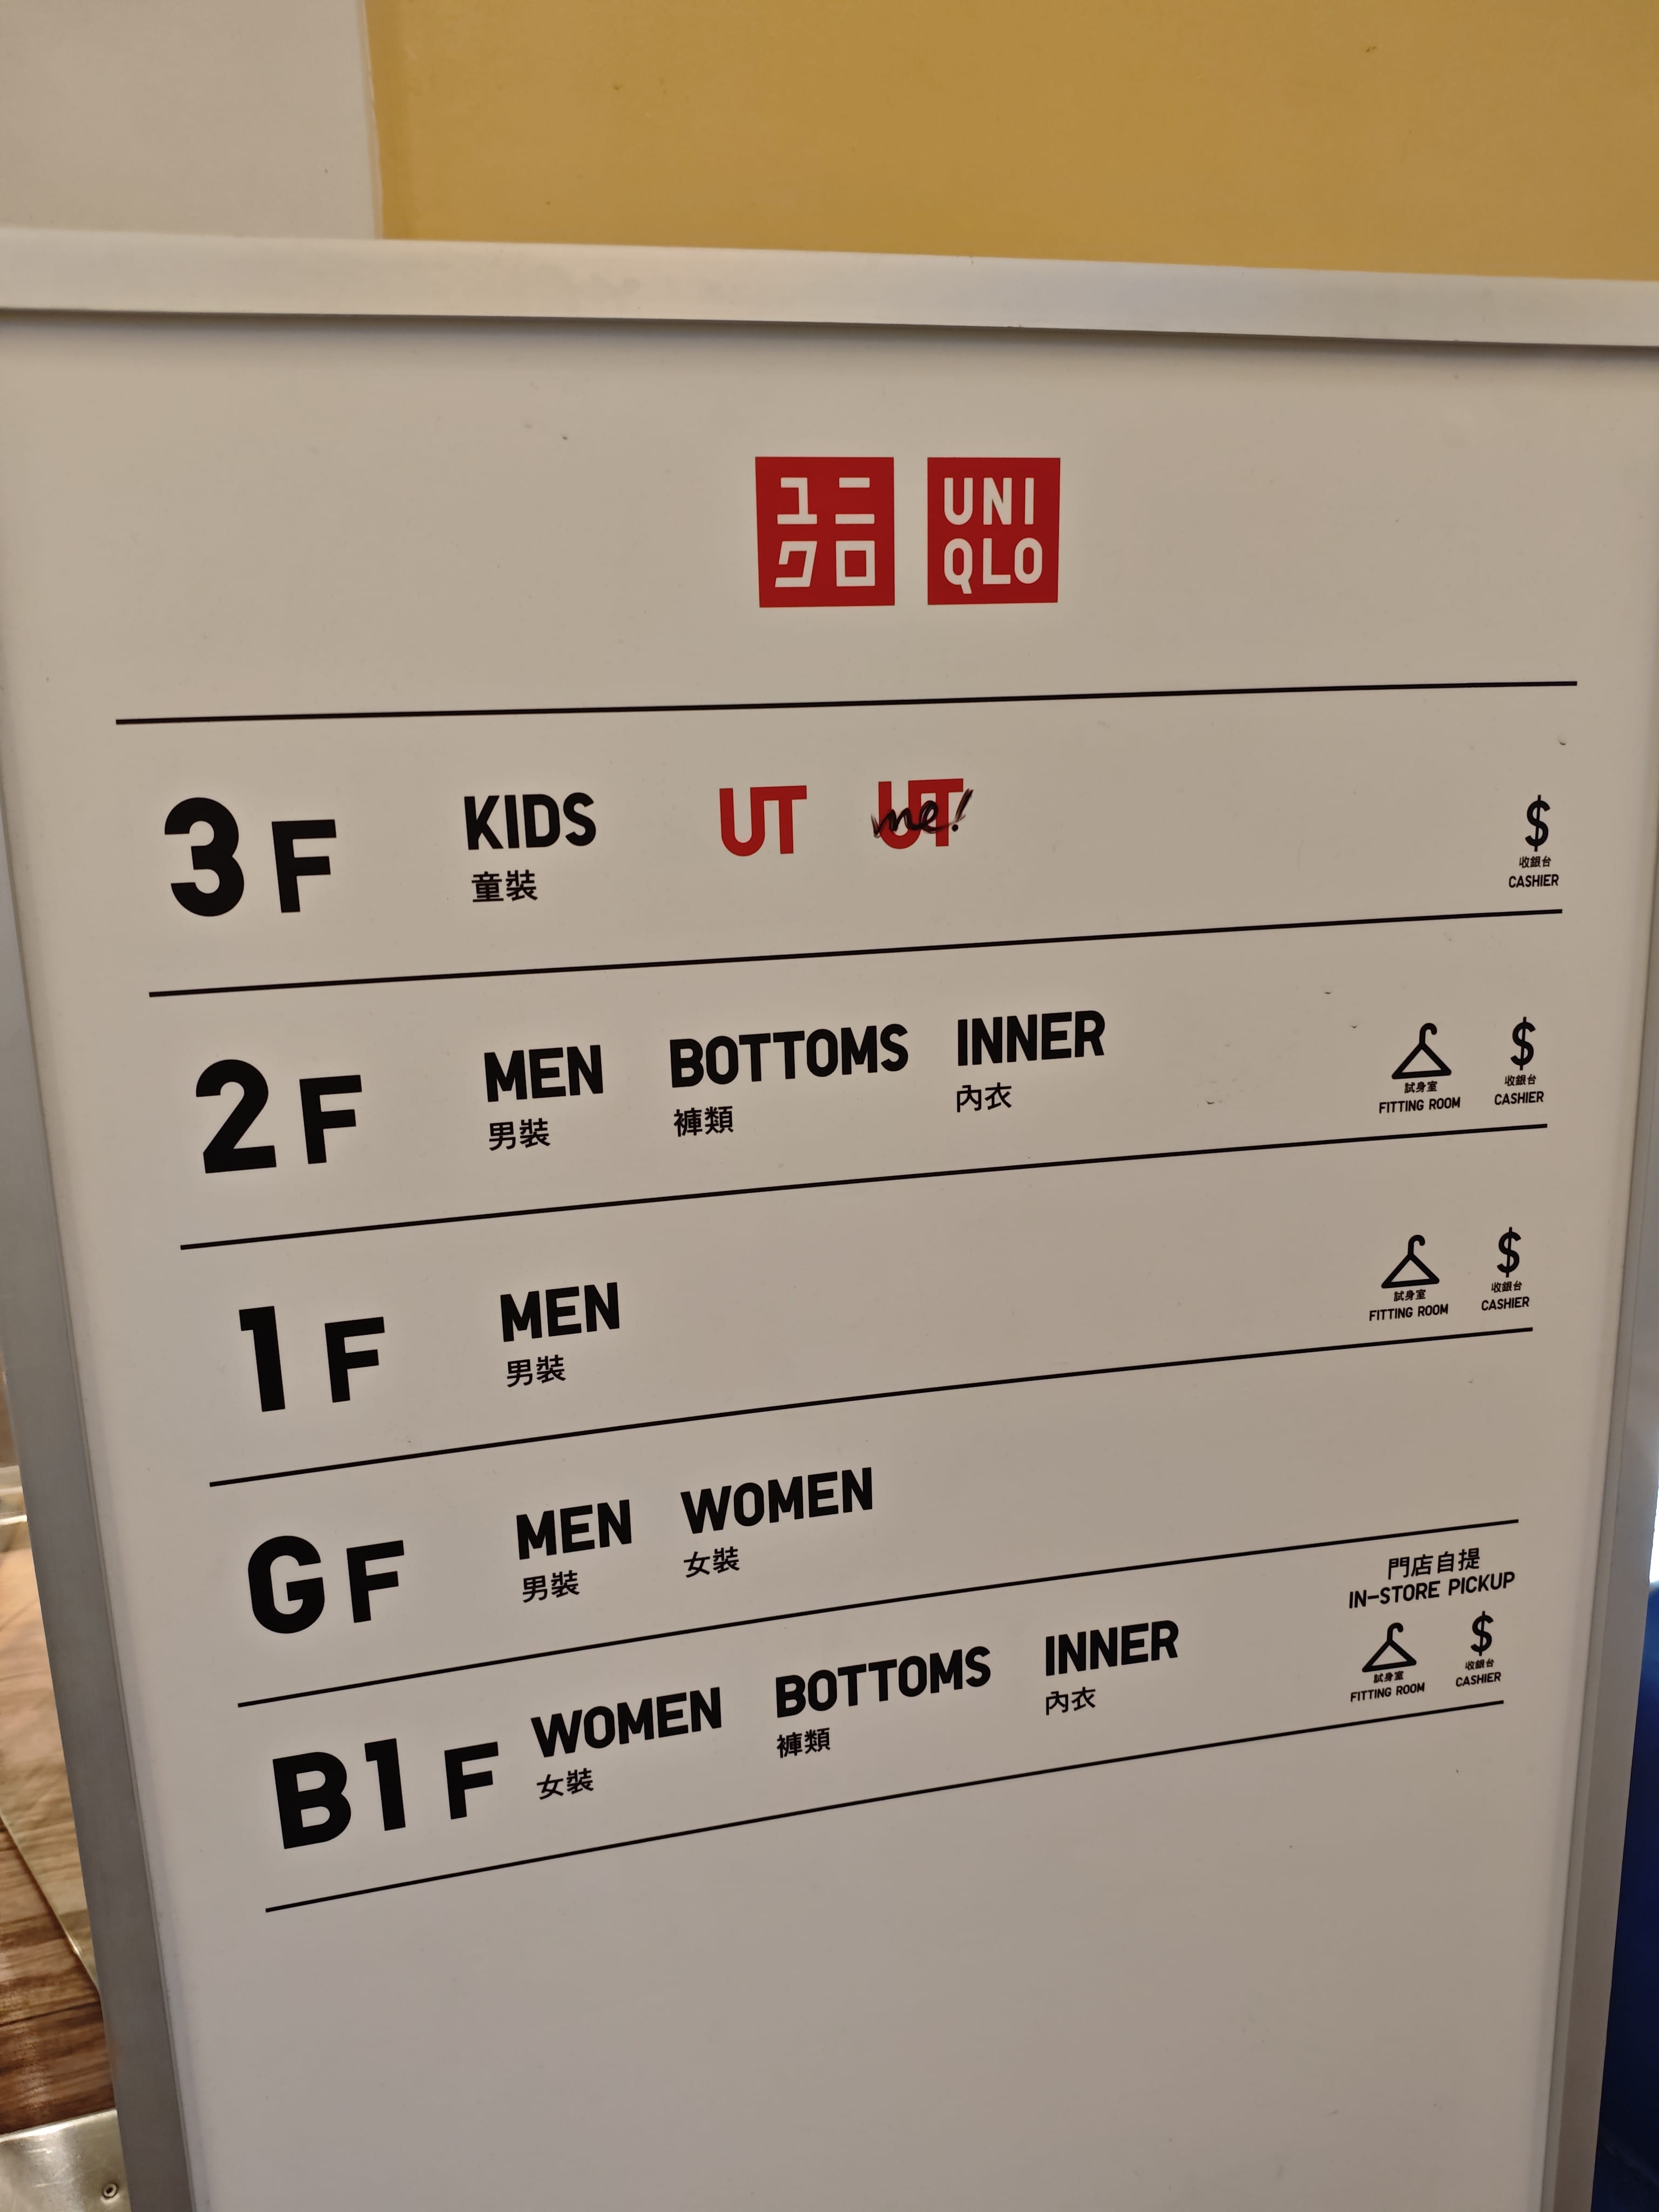 ユニ
クロ
UNI
QLO
3F
KIDS
童裝
UT
UT me!
$
收銀台
CASHIER
2F
MEN
男裝
BOTTOMS
褲類
INNER
內衣
試身室
FITTING ROOM
$
收銀台
CASHIER
1F
MEN
男裝
試身室
FITTING ROOM
$
收銀台
CASHIER
GF
MEN
男裝
WOMEN
女裝
B1F
WOMEN
女裝
BOTTOMS
褲類
INNER
內衣
門店自提
IN-STORE PICKUP
試身室
FITTING ROOM
$
收銀台
CASHIER